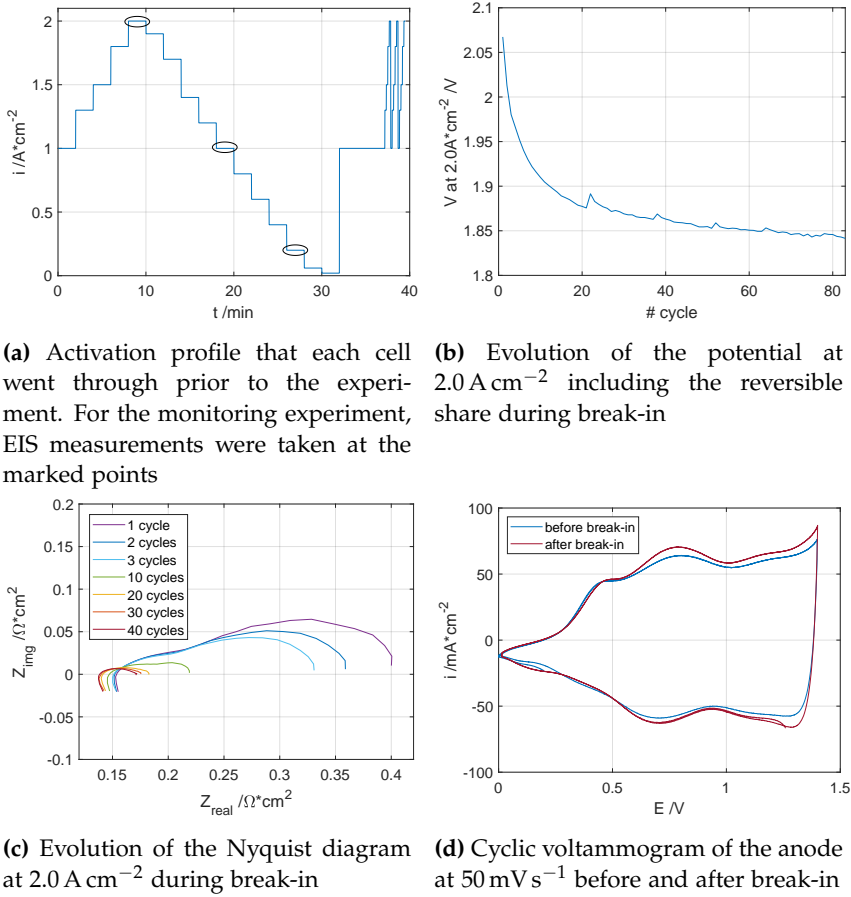 2
1.5
1
0.5
0
i /A*cm-2
0 10 20 30 40
t /min
2.1
2.05
2
1.95
1.9
1.85
1.8
V at 2.0A*cm-2 /V
0 20 40 60 80
# cycle
(a) Activation profile that each cell
went through prior to the experi-
ment. For the monitoring experiment,
EIS measurements were taken at the
marked points
(b) Evolution of the potential at
2.0 A cm−2 including the reversible
share during break-in
0.2
0.15
0.1
0.05
0
-0.05
-0.1
Zimg /Ω*cm2
1 cycle
2 cycles
3 cycles
10 cycles
20 cycles
30 cycles
40 cycles
0.15 0.2 0.25 0.3 0.35 0.4
Zreal /Ω*cm2
100
50
0
-50
-100
i /mA*cm-2
before break-in
after break-in
0 0.5 1 1.5
E /V
(c) Evolution of the Nyquist diagram
at 2.0 A cm−2 during break-in
(d) Cyclic voltammogram of the anode
at 50 mV s−1 before and after break-in